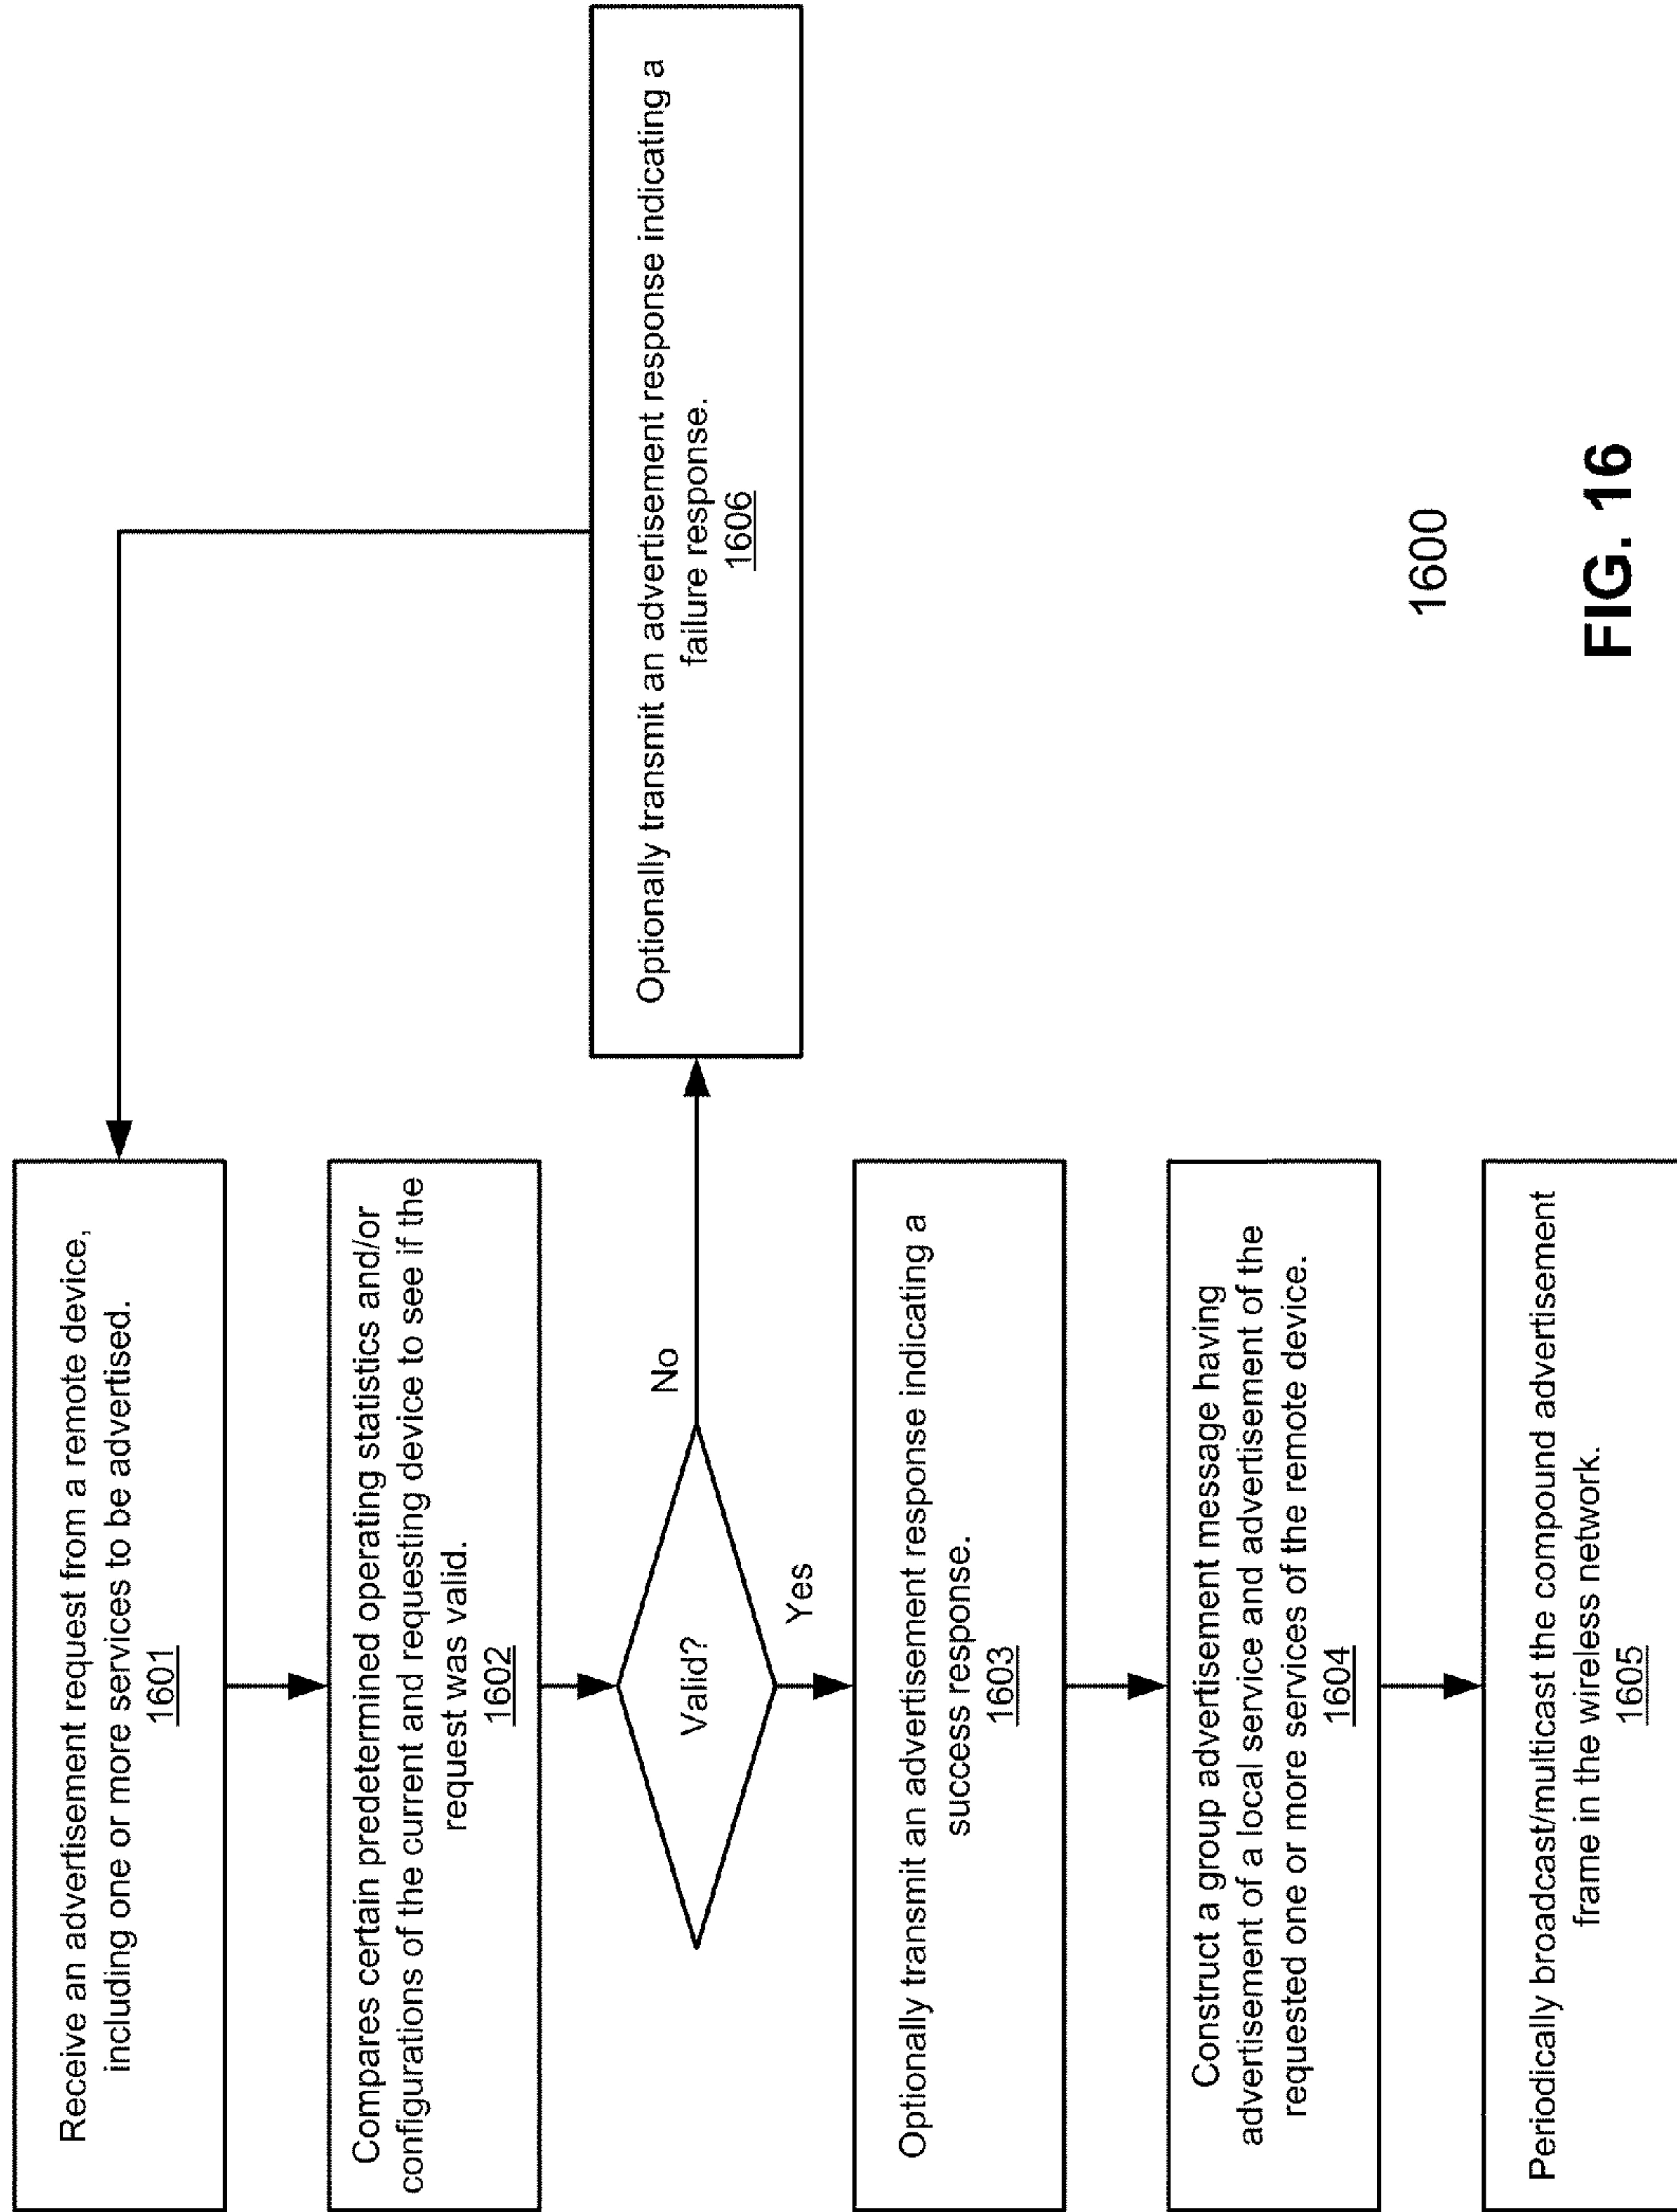 Receive an advertisement request from a remote device,
including one or more services to be advertised.
1601
Compares certain predetermined operating statistics and/or
configurations of the current and requesting device to see if the
request was valid.
1602
Valid?
No
Yes
Optionally transmit an advertisement response indicating a
failure response.
1606
Optionally transmit an advertisement response indicating a
success response.
1603
Construct a group advertisement message having
advertisement of a local service and advertisement of the
requested one or more services of the remote device.
1604
Periodically broadcast/multicast the compound advertisement
frame in the wireless network.
1605
1600
FIG. 16